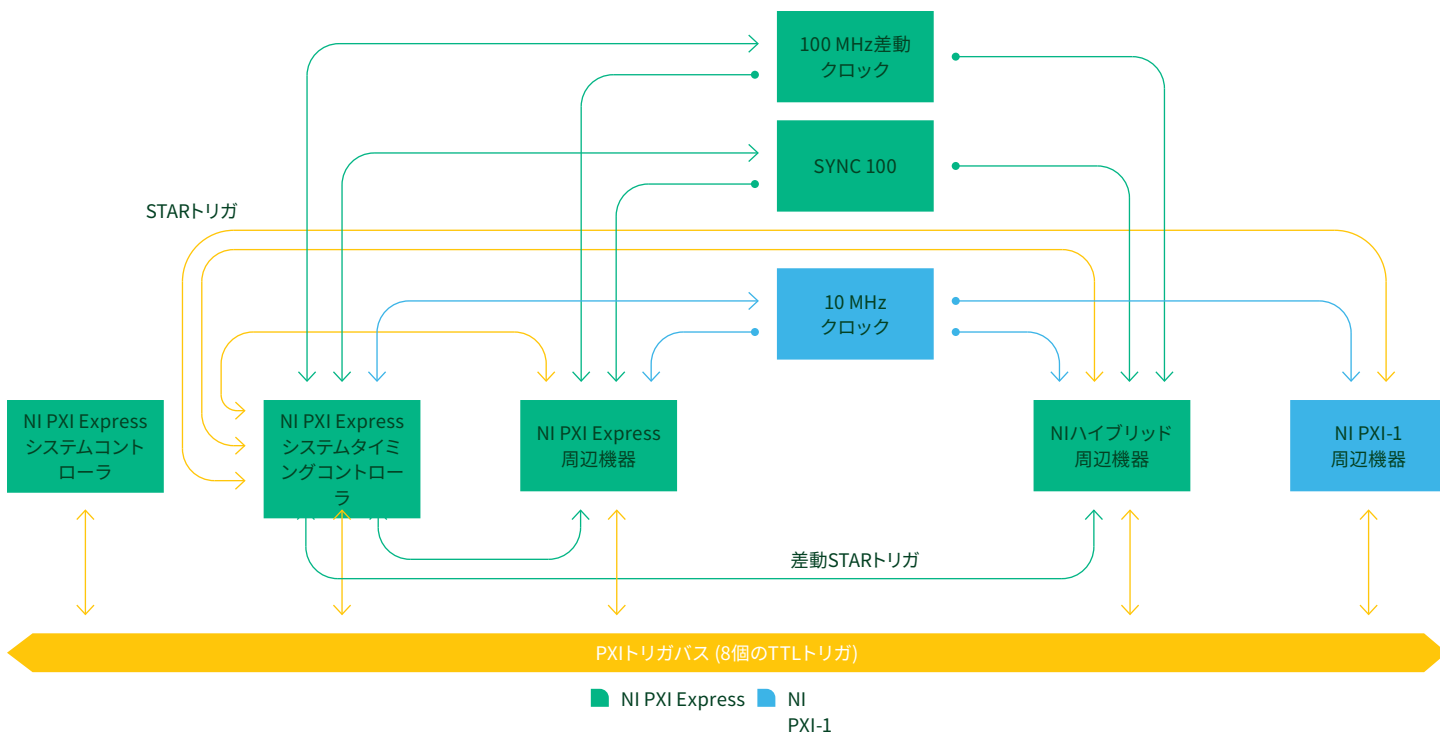 100 MHz差動
クロック
SYNC 100
STARトリガ
10 MHz
クロック
NI PXI Express
システムコント
ローラ
NI PXI Express
システムタイミ
ングコントロー
ラ
NI PXI Express
周辺機器
NIハイブリッド
周辺機器
NI PXI-1
周辺機器
差動STARトリガ
PXIトリガバス (8個のTTLトリガ)
NI PXI Express
NI
PXI-1